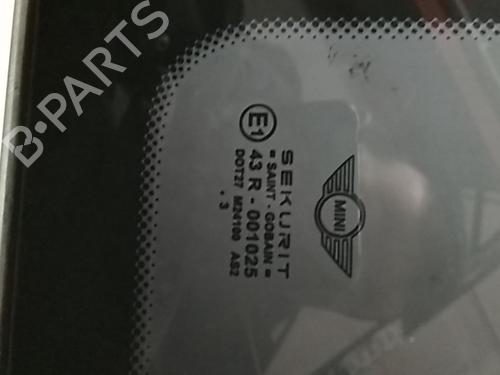 B-PARTS
MINI
SEKURIT
= SAINT - GOBAIN =
E1 43 R - 001025
DOT27 M24100 AS2
. 3